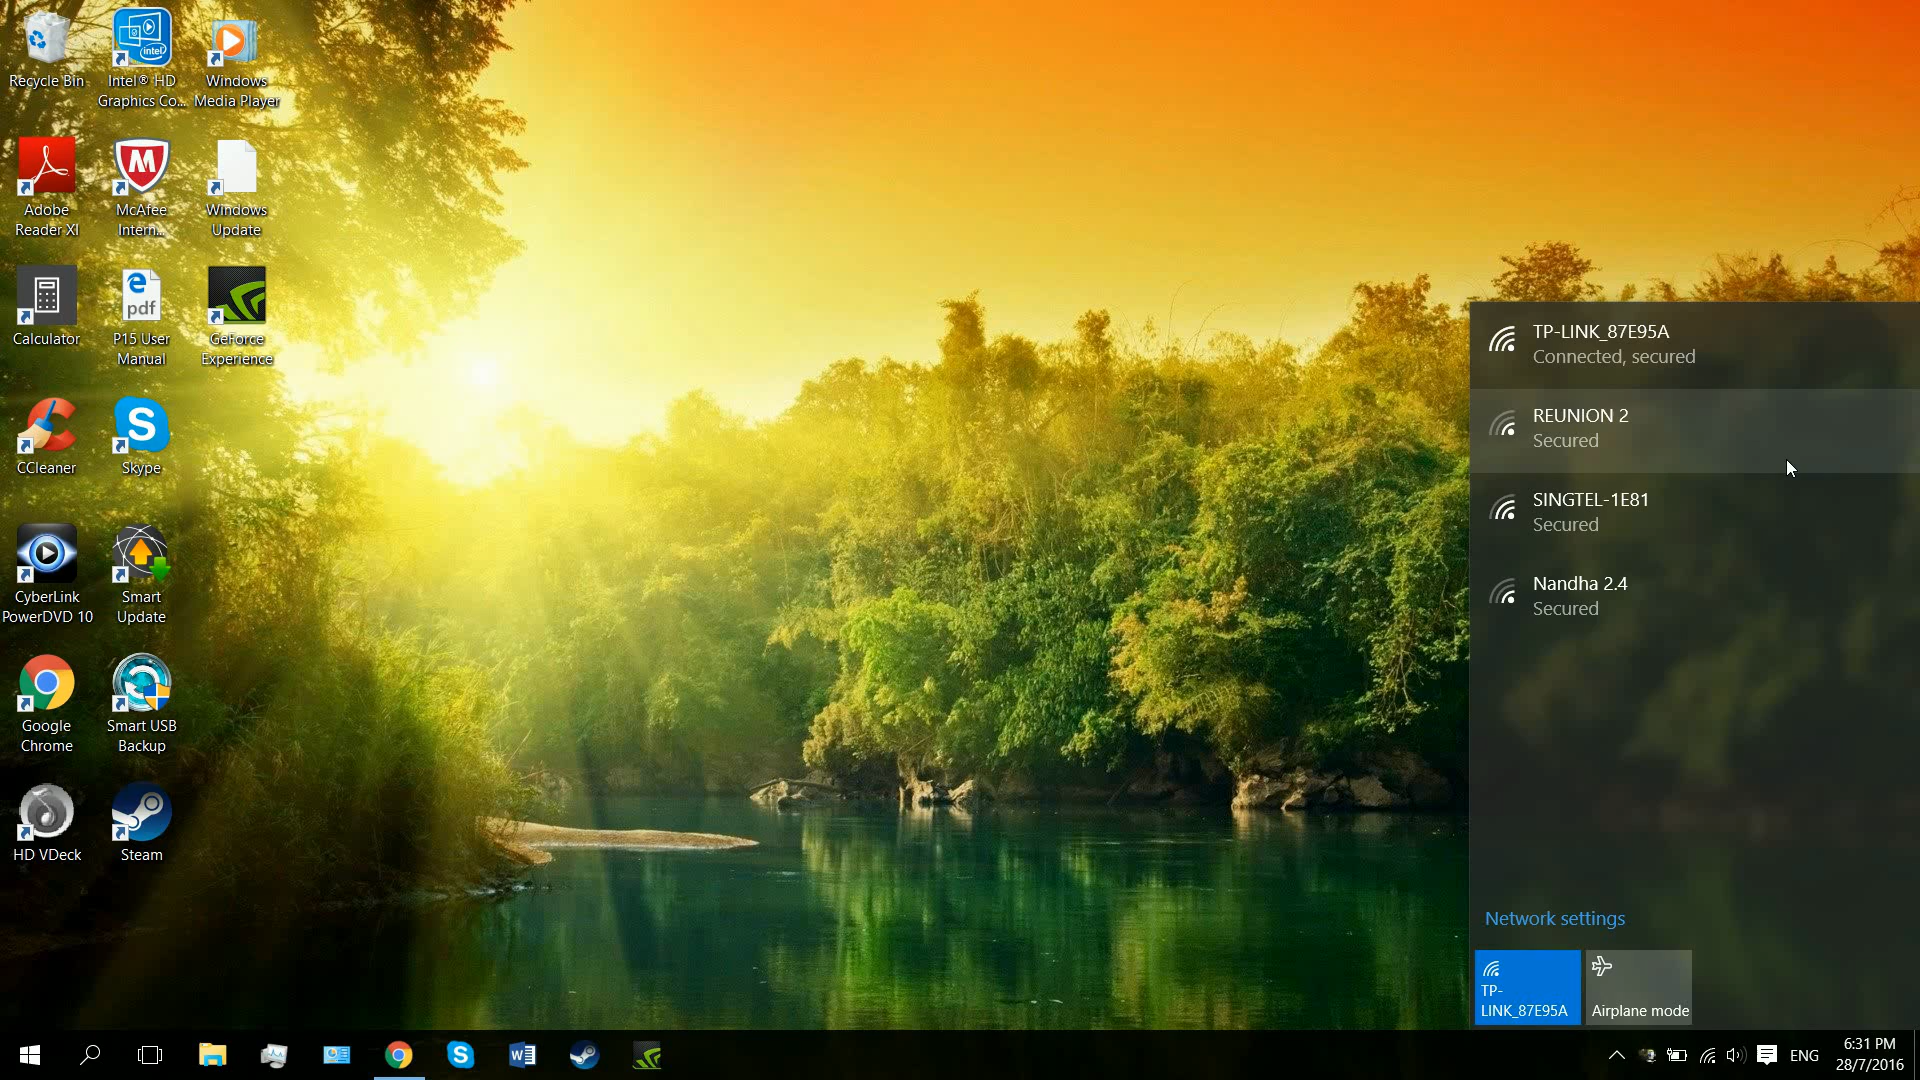 Recycle Bin
Intel® HD
Graphics Co...
intel
Windows
Media Player
Adobe
Reader XI
McAfee
Intern...
Windows
Update
Calculator
pdf
P15 User
Manual
GeForce
Experience
CCleaner
Skype
CyberLink
PowerDVD 10
Smart
Update
Google
Chrome
Smart USB
Backup
HD VDeck
Steam
TP-LINK_87E95A
Connected, secured
REUNION 2
Secured
SINGTEL-1E81
Secured
Nandha 2.4
Secured
Network settings
TP-
LINK_87E95A
Airplane mode
ENG
6:31 PM
28/7/2016